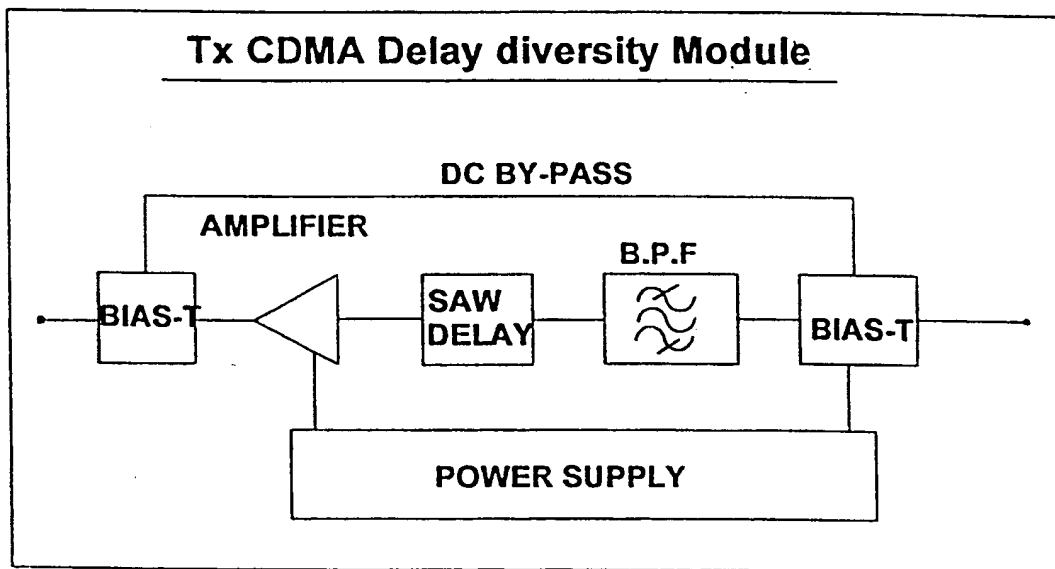 Tx CDMA Delay diversity Module
DC BY-PASS
AMPLIFIER
B.P.F
BIAS-T
SAW
DELAY
BIAS-T
POWER SUPPLY